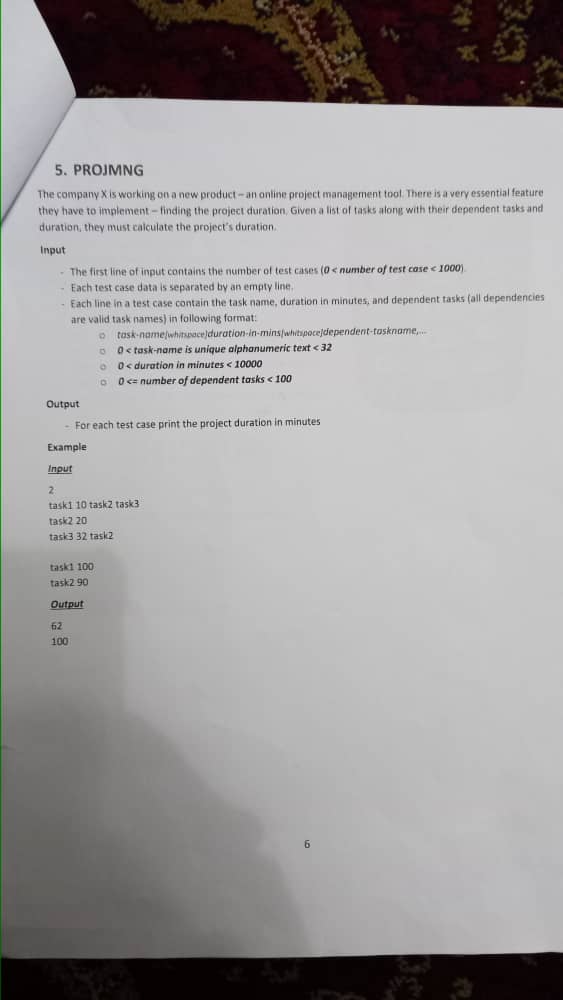 5. PROJMNG
The company X is working on a new product – an online project management tool. There is a very essential feature
they have to implement – finding the project duration. Given a list of tasks along with their dependent tasks and
duration, they must calculate the project's duration.
Input
- The first line of input contains the number of test cases (0 < number of test case < 1000).
- Each test case data is separated by an empty line.
- Each line in a test case contain the task name, duration in minutes, and dependent tasks (all dependencies
are valid task names) in following format:
o task-name[whitspace]duration-in-mins[whitspace]dependent-taskname,...
o 0 < task-name is unique alphanumeric text < 32
o 0 < duration in minutes < 10000
o 0 <= number of dependent tasks < 100
Output
- For each test case print the project duration in minutes
Example
Input
2
task1 10 task2 task3
task2 20
task3 32 task2
task1 100
task2 90
Output
62
100
6